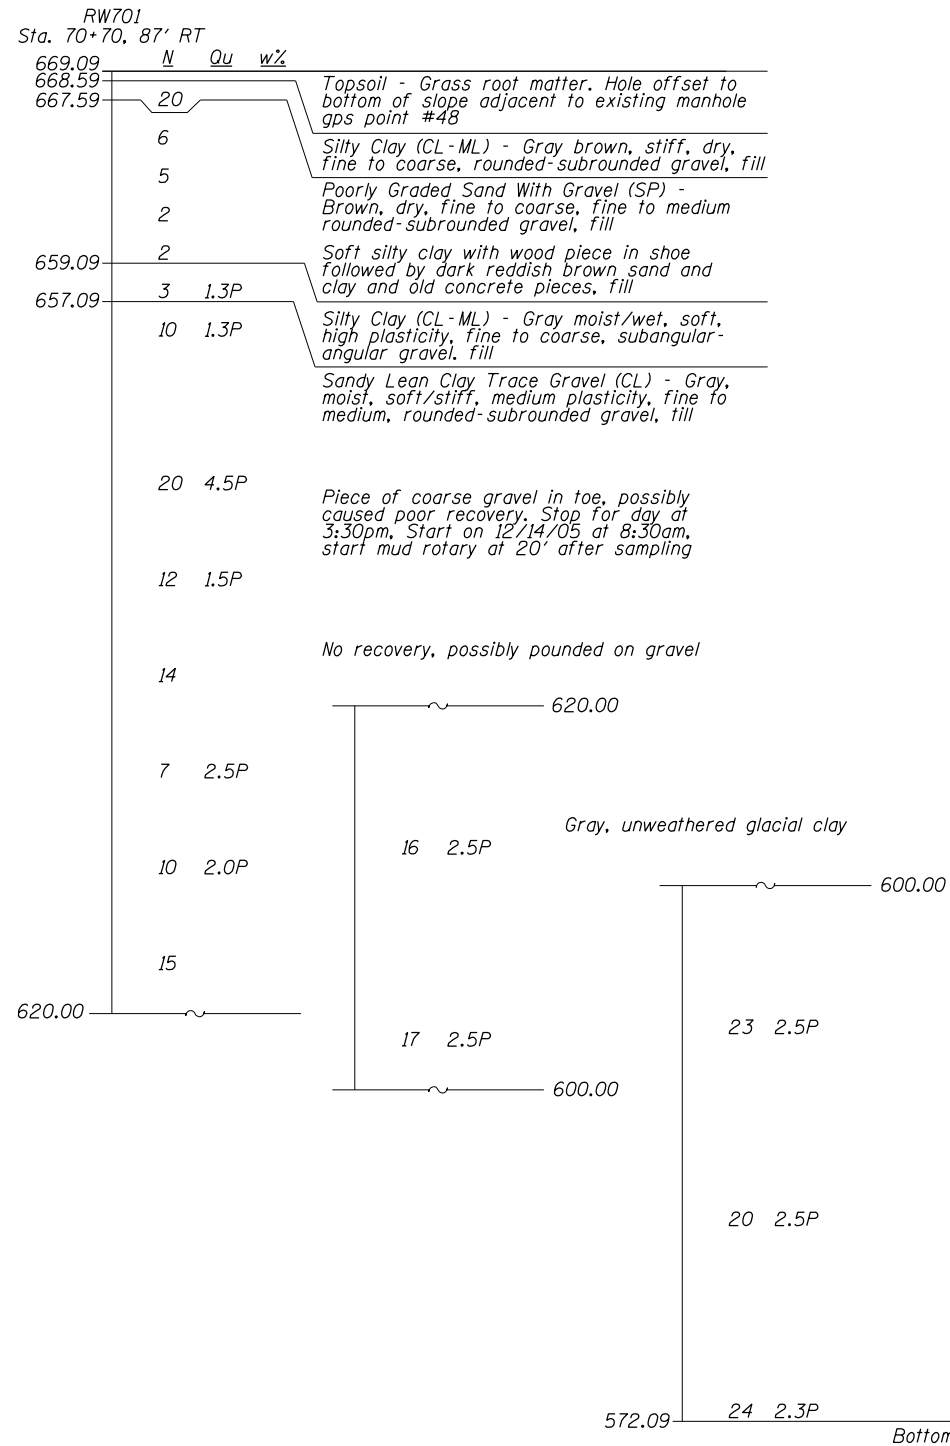 RW701
Sta. 70+70, 87' RT
N Qu w%
669.09
668.59
667.59
20
Topsoil - Grass root matter. Hole offset to
bottom of slope adjacent to existing manhole
gps point #48
6
Silty Clay (CL-ML) - Gray brown, stiff, dry,
fine to coarse, rounded-subrounded gravel, fill
5
Poorly Graded Sand With Gravel (SP) -
Brown, dry, fine to coarse, fine to medium
rounded-subrounded gravel, fill
2
2
659.09
Soft silty clay with wood piece in shoe
followed by dark reddish brown sand and
clay and old concrete pieces, fill
3 1.3P
657.09
10 1.3P
Silty Clay (CL-ML) - Gray moist/wet, soft,
high plasticity, fine to coarse, subangular-
angular gravel. fill
Sandy Lean Clay Trace Gravel (CL) - Gray,
moist, soft/stiff, medium plasticity, fine to
medium, rounded-subrounded gravel, till
20 4.5P
Piece of coarse gravel in toe, possibly
caused poor recovery. Stop for day at
3:30pm, Start on 12/14/05 at 8:30am,
start mud rotary at 20' after sampling
12 1.5P
No recovery, possibly pounded on gravel
14
7 2.5P
10 2.0P
15
620.00
620.00
16 2.5P
17 2.5P
600.00
Gray, unweathered glacial clay
600.00
23 2.5P
20 2.5P
24 2.3P
572.09
Bottom